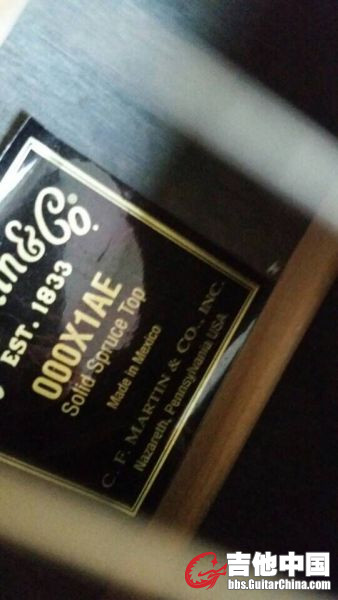 tin & Co.
EST. 1833
000X1AE
Solid Spruce Top
Made in Mexico
C. F. MARTIN & CO., INC.
Nazareth, Pennsylvania USA
吉他中国
bbs.GuitarChina.com